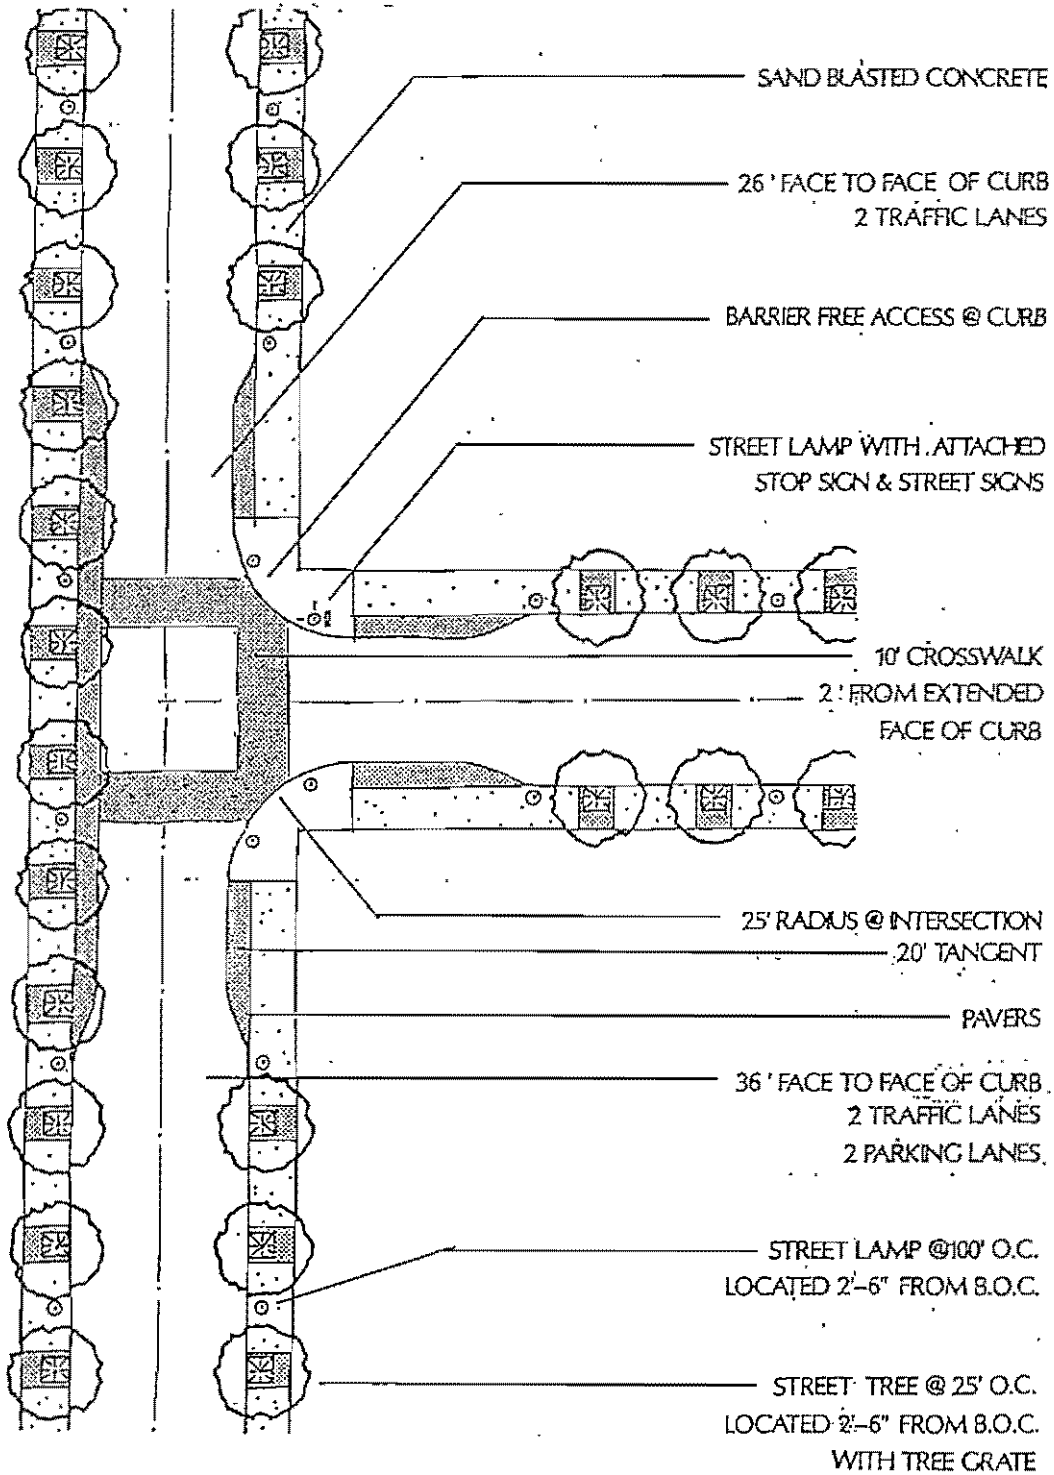 SAND BLASTED CONCRETE
26' FACE TO FACE OF CURB
2 TRAFFIC LANES
BARRIER FREE ACCESS @ CURB
STREET LAMP WITH ATTACHED
STOP SIGN & STREET SIGNS
10' CROSSWALK
2' FROM EXTENDED
FACE OF CURB
25' RADIUS @ INTERSECTION
20' TANGENT
PAVERS
36' FACE TO FACE OF CURB
2 TRAFFIC LANES
2 PARKING LANES
STREET LAMP @100' O.C.
LOCATED 2'-6" FROM B.O.C.
STREET TREE @ 25' O.C.
LOCATED 2'-6" FROM B.O.C.
WITH TREE GRATE